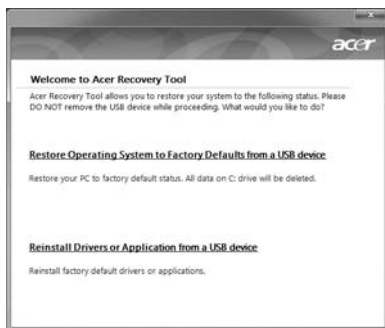 acer
Welcome to Acer Recovery Tool
Acer Recovery Tool allows you to restore your system to the following status. Please
DO NOT remove the USB device while proceeding. What would you like to do?
Restore Operating System to Factory Defaults from a USB device
Restore your PC to factory default status. All data on C: drive will be deleted.
Reinstall Drivers or Application from a USB device
Reinstall factory default drivers or applications.